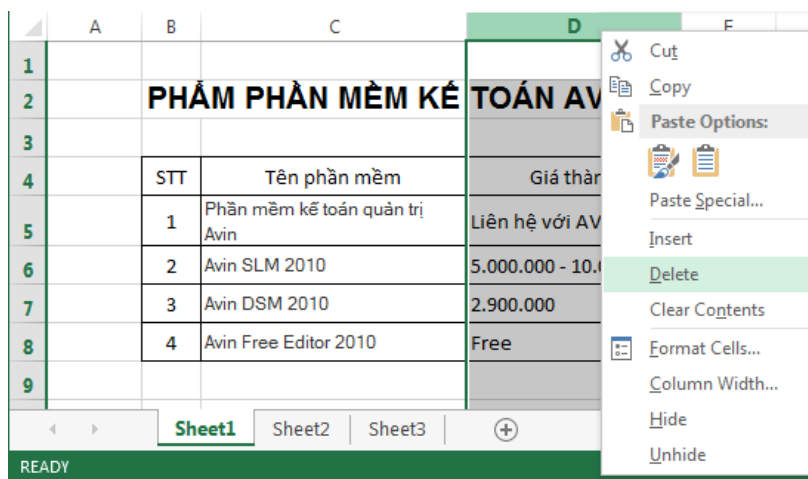 A B C D E
1
2 PHẨM PHẦN MỀM KẾ TOÁN AV
3
4 STT Tên phần mềm Giá thàn
5 1 Phần mềm kế toán quản trị
Avin Liên hệ với AV
6 2 Avin SLM 2010 5.000.000 - 10.0
7 3 Avin DSM 2010 2.900.000
8 4 Avin Free Editor 2010 Free
9
Sheet1 Sheet2 Sheet3
READY
Cut
Copy
Paste Options:
Paste Special...
Insert
Delete
Clear Contents
Format Cells...
Column Width...
Hide
Unhide